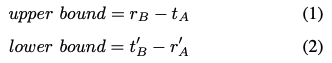 upper bound = r_B − t_A (1)
lower bound = t′_B − r′_A (2)